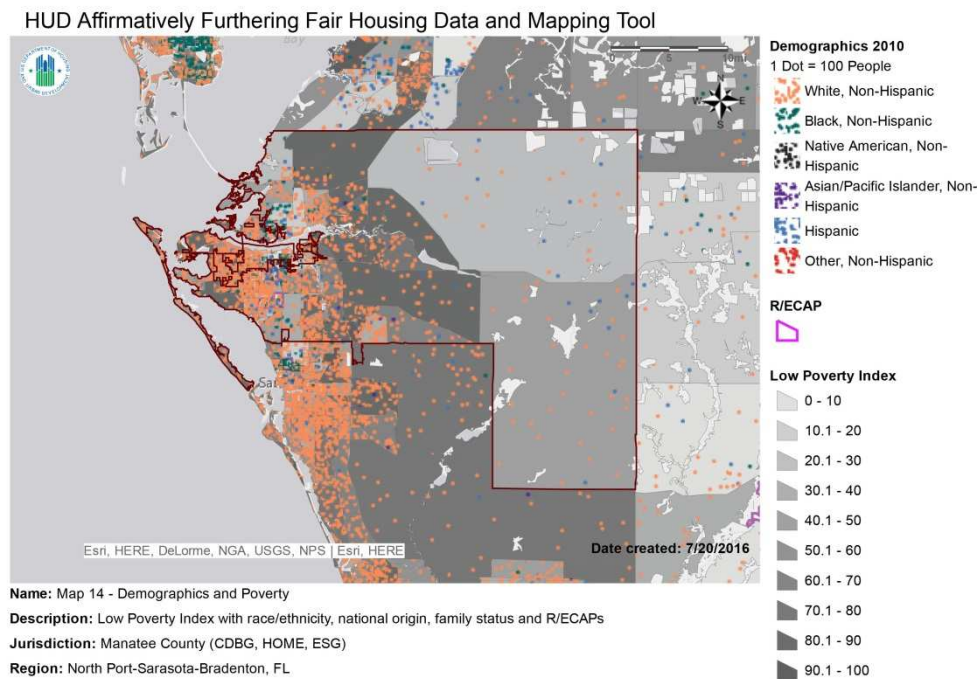 HUD Affirmatively Furthering Fair Housing Data and Mapping Tool
Bay
0 5 10mi
N
W E
S
Sar
Esri, HERE, DeLorme, NGA, USGS, NPS | Esri, HERE
Date created: 7/20/2016
Demographics 2010
1 Dot = 100 People
White, Non-Hispanic
Black, Non-Hispanic
Native American, Non-
Hispanic
Asian/Pacific Islander, Non-
Hispanic
Hispanic
Other, Non-Hispanic
R/ECAP
Low Poverty Index
0 - 10
10.1 - 20
20.1 - 30
30.1 - 40
40.1 - 50
50.1 - 60
60.1 - 70
70.1 - 80
80.1 - 90
90.1 - 100
Name: Map 14 - Demographics and Poverty
Description: Low Poverty Index with race/ethnicity, national origin, family status and R/ECAPs
Jurisdiction: Manatee County (CDBG, HOME, ESG)
Region: North Port-Sarasota-Bradenton, FL